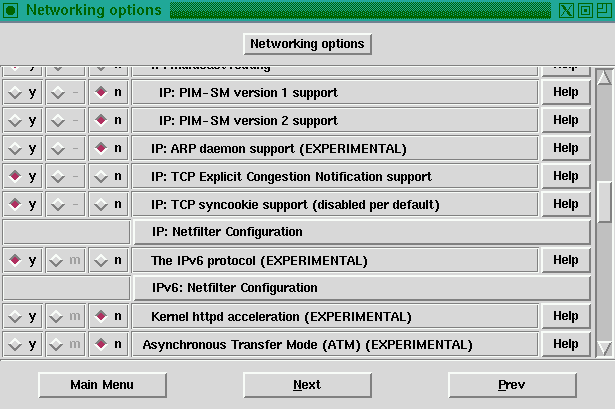 Networking options
Networking options
y - n IP: multicast routing Help
y - n IP: PIM-SM version 1 support Help
y - n IP: PIM-SM version 2 support Help
y - n IP: ARP daemon support (EXPERIMENTAL) Help
y - n IP: TCP Explicit Congestion Notification support Help
y - n IP: TCP syncookie support (disabled per default) Help
IP: Netfilter Configuration
y m n The IPv6 protocol (EXPERIMENTAL) Help
IPv6: Netfilter Configuration
y m n Kernel httpd acceleration (EXPERIMENTAL) Help
y m n Asynchronous Transfer Mode (ATM) (EXPERIMENTAL) Help
Main Menu Next Prev